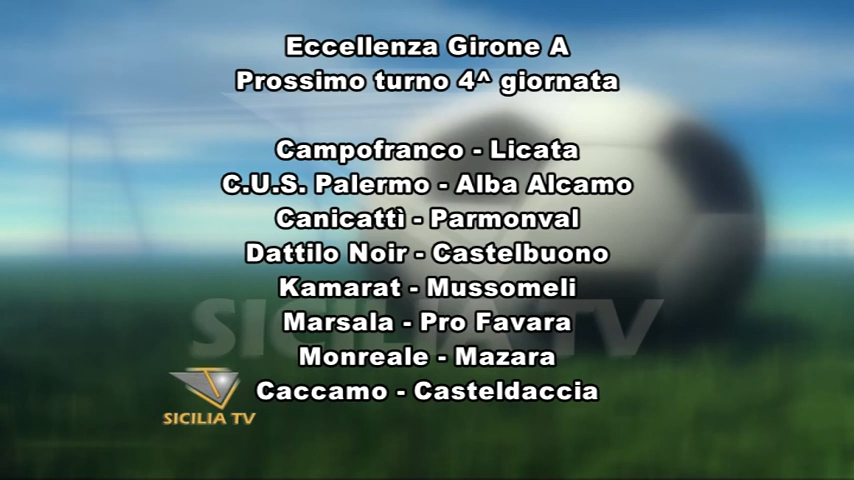 Eccellenza Girone A
Prossimo turno 4^ giornata
Campofranco - Licata
C.U.S. Palermo - Alba Alcamo
Canicattì - Parmonval
Dattilo Noir - Castelbuono
Kamarat - Mussomeli
SICILIA TV
Marsala - Pro Favara
Monreale - Mazara
Caccamo - Casteldaccia
SICILIA TV